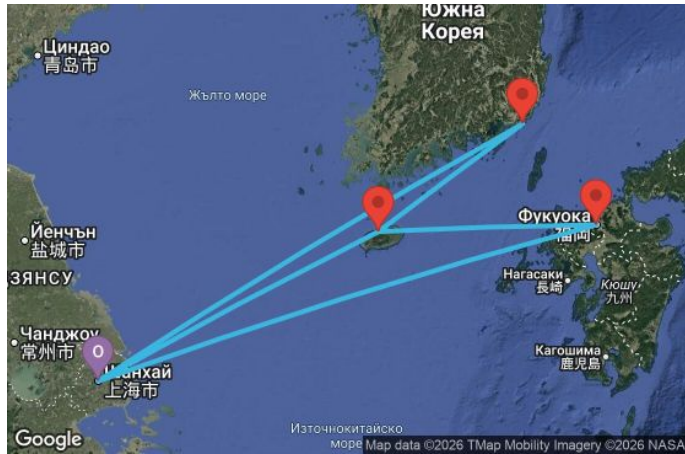 Южна
Корея
Циндао
青岛市
Жълто море
Йенчън
盐城市
Фукуока
福岡
Нагасаки
長崎
Кюшу
九州
ДЗЯНСУ
Чанджоу
常州市
O
Шанхай
上海市
Кагошима
鹿児島
Източнокитайско
море
Google
Map data ©2026 TMap Mobility Imagery ©2026 NASA